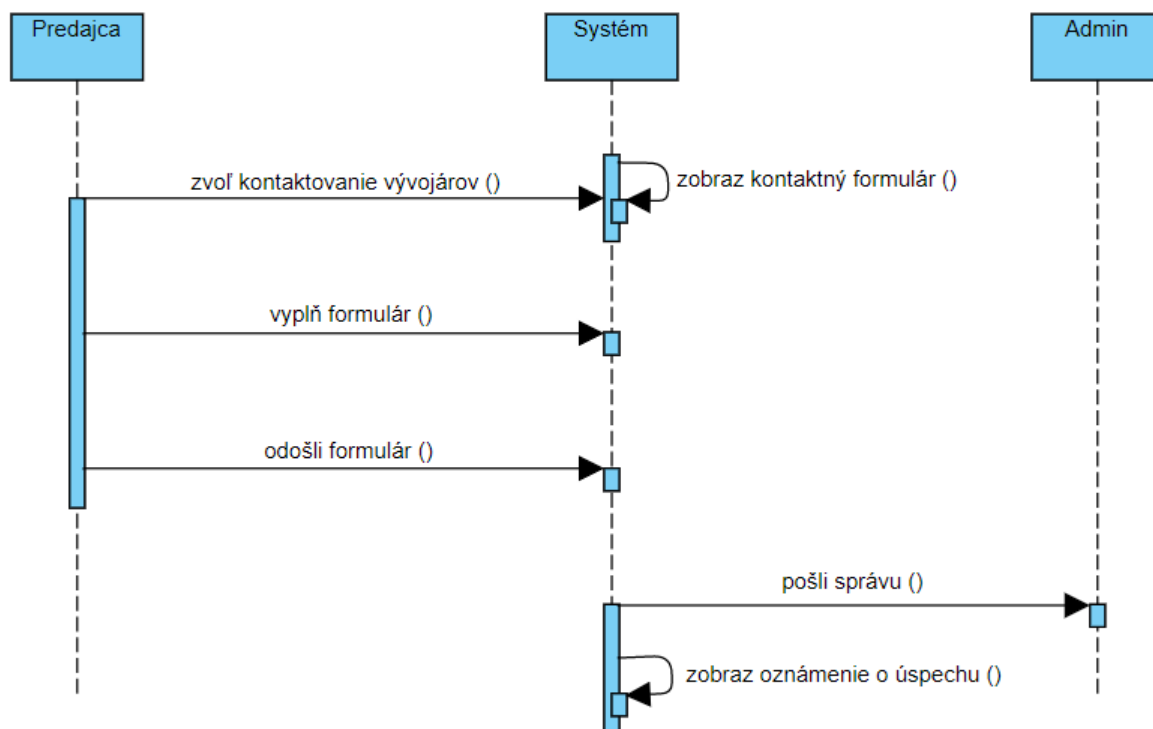 Predajca
Systém
Admin
zvoľ kontaktovanie vývojárov ()
zobraz kontaktný formulár ()
vyplň formulár ()
odošli formulár ()
pošli správu ()
zobraz oznámenie o úspechu ()